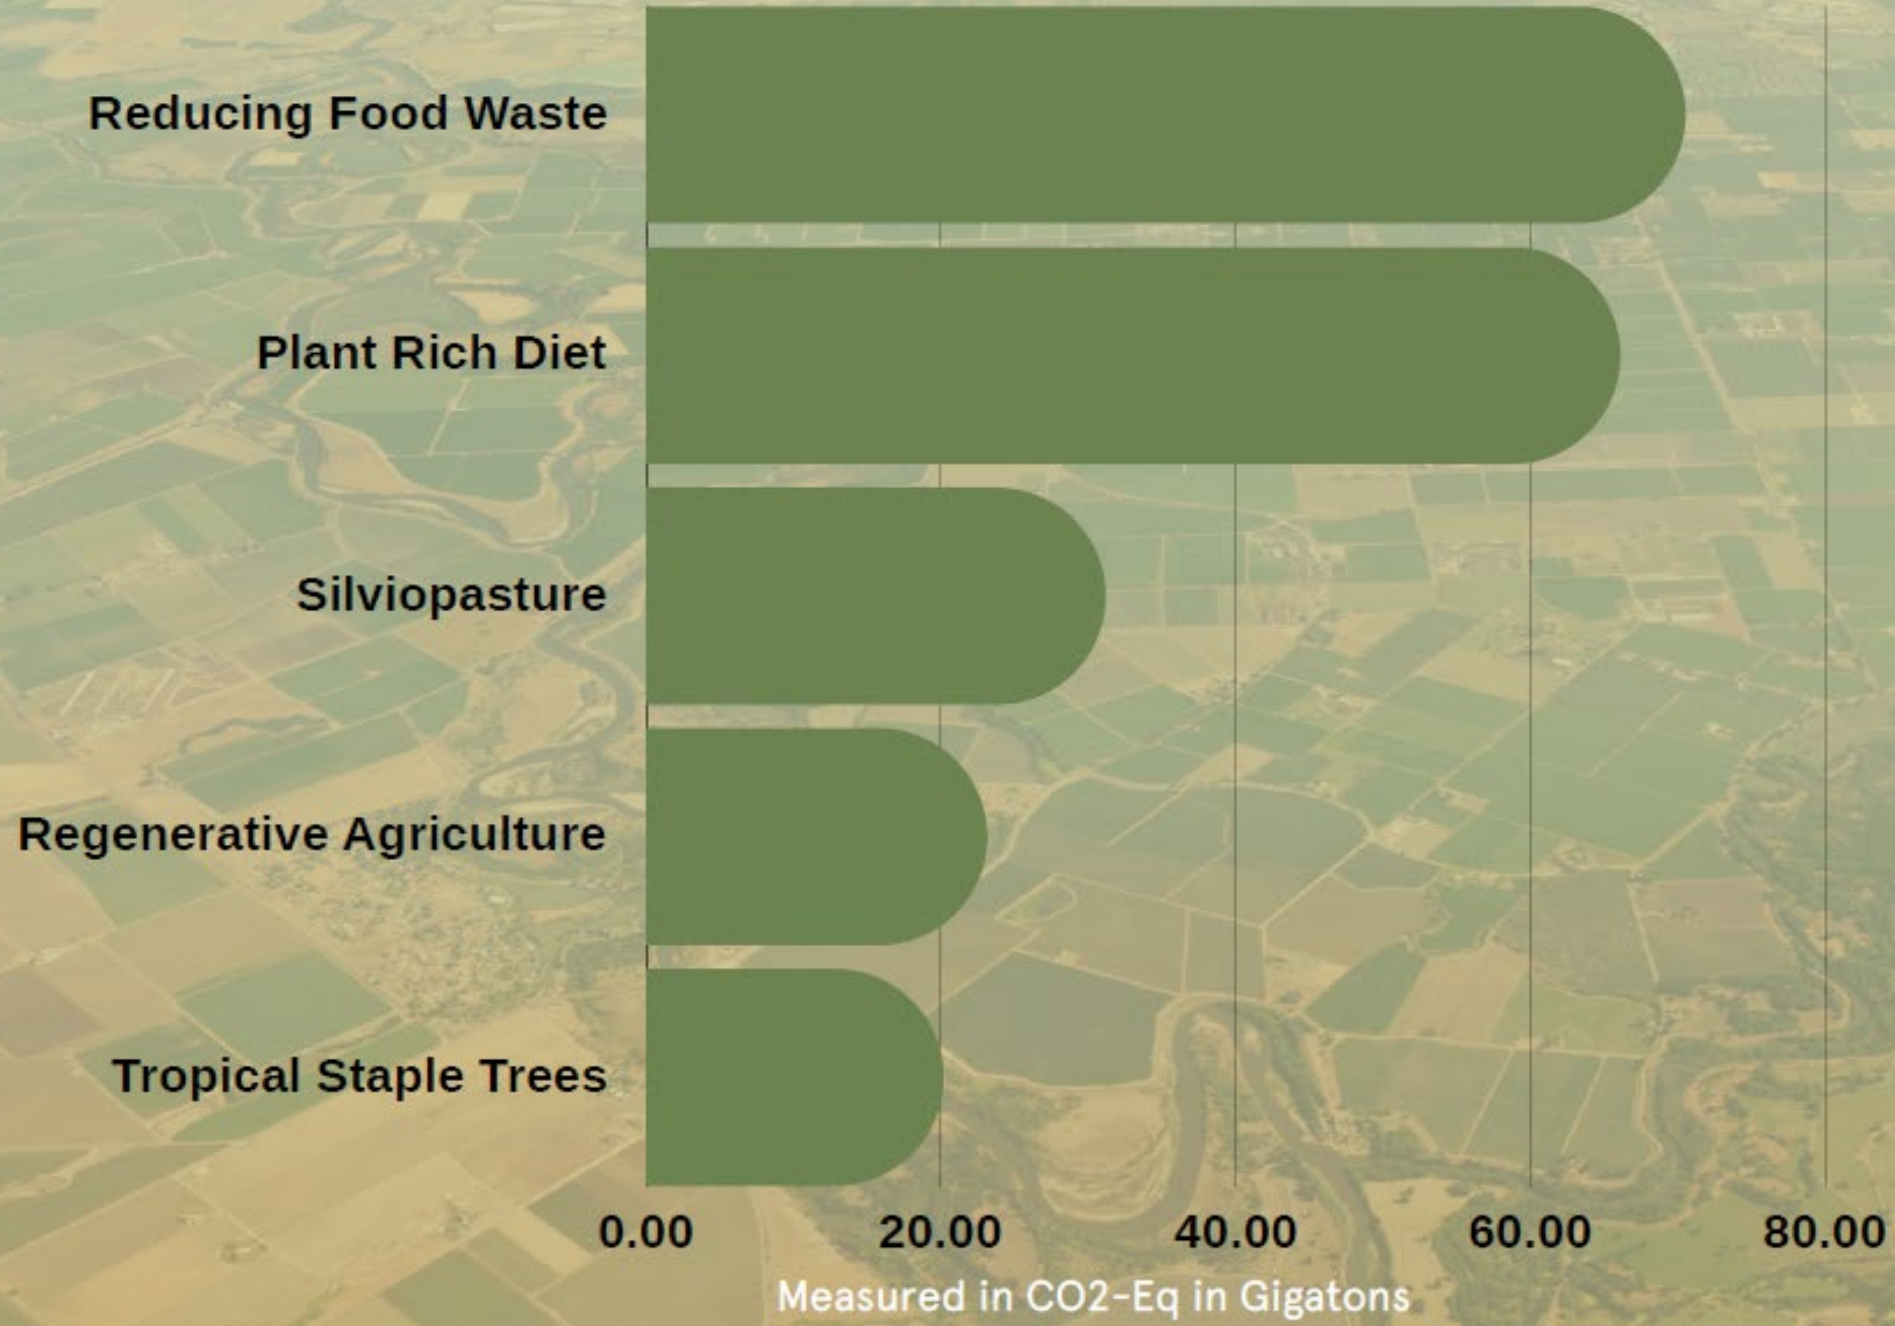 Reducing Food Waste
Plant Rich Diet
Silviopasture
Regenerative Agriculture
Tropical Staple Trees
0.00 20.00 40.00 60.00 80.00
Measured in CO2-Eq in Gigatons